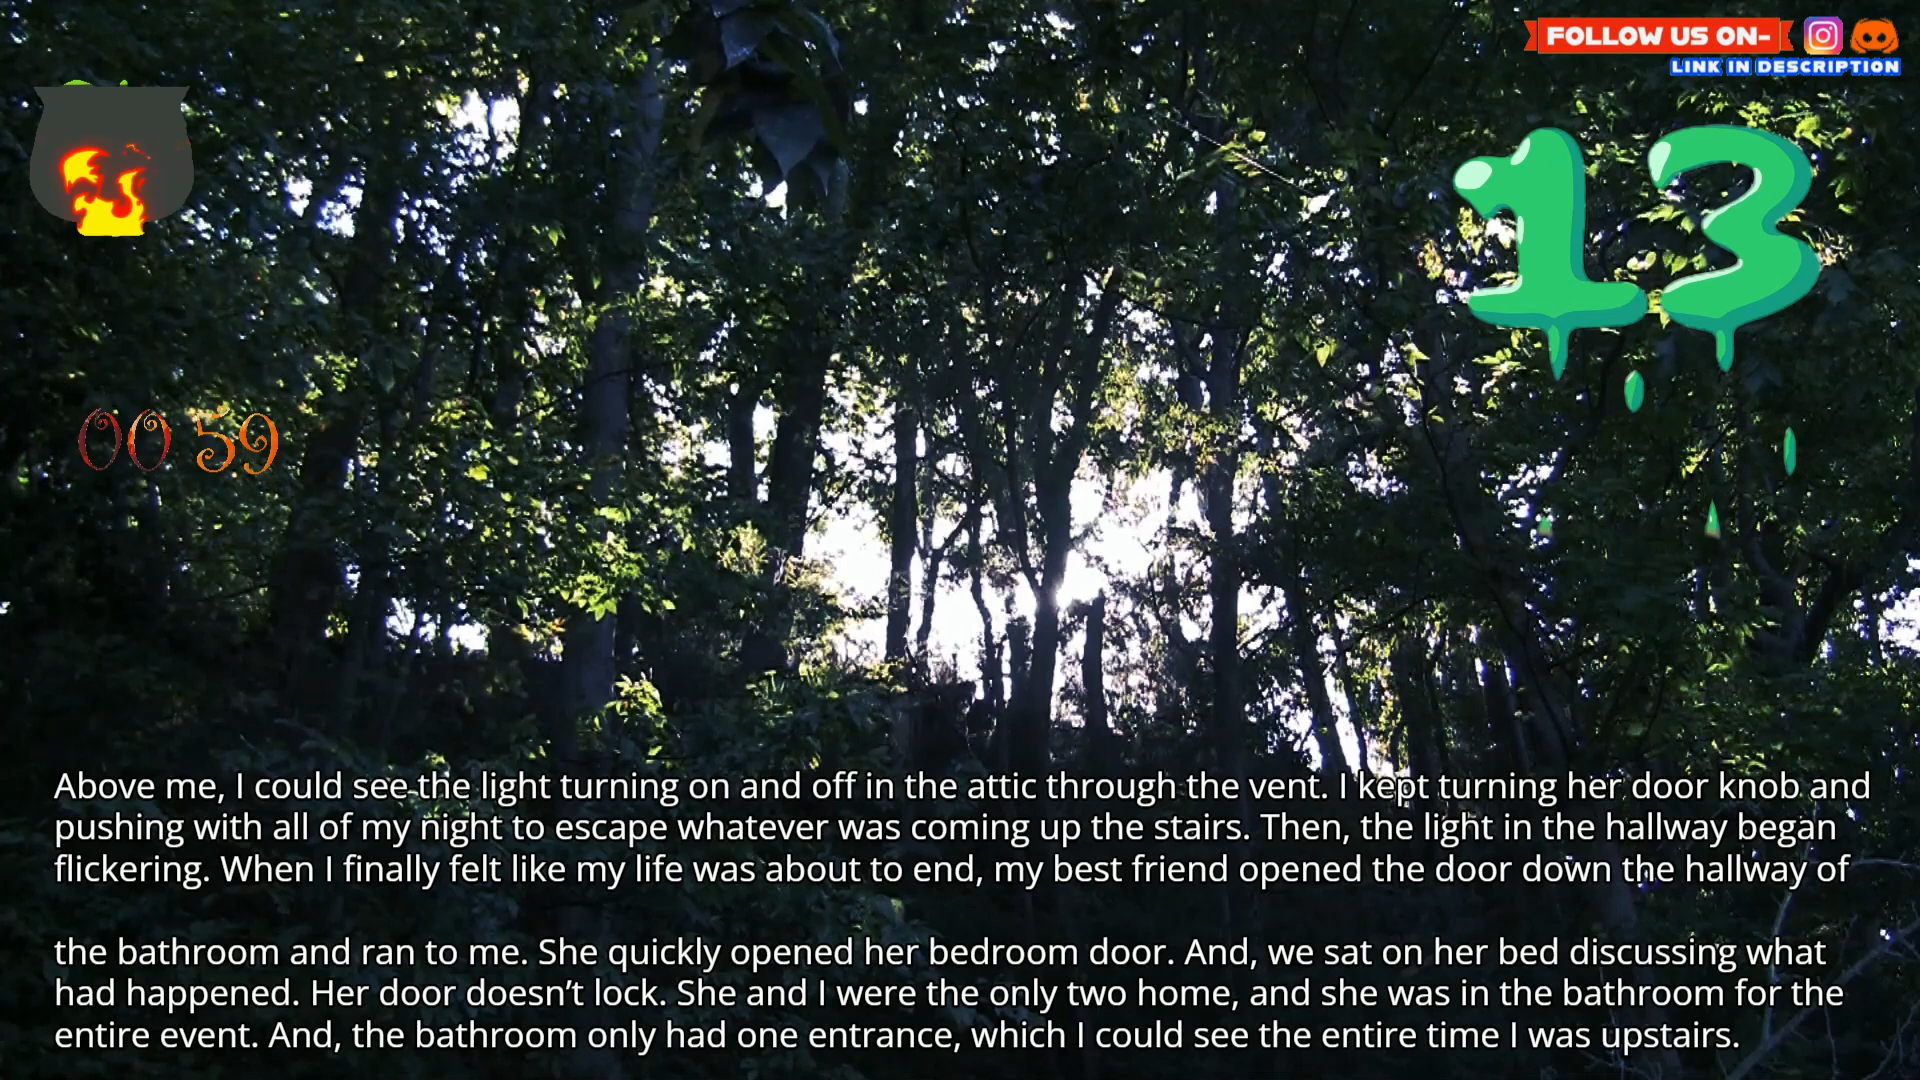 FOLLOW US ON-
LINK IN DESCRIPTION
13
00 59
Above me, I could see the light turning on and off in the attic through the vent. I kept turning her door knob and
pushing with all of my night to escape whatever was coming up the stairs. Then, the light in the hallway began
flickering. When I finally felt like my life was about to end, my best friend opened the door down the hallway of
the bathroom and ran to me. She quickly opened her bedroom door. And, we sat on her bed discussing what
had happened. Her door doesn’t lock. She and I were the only two home, and she was in the bathroom for the
entire event. And, the bathroom only had one entrance, which I could see the entire time I was upstairs.